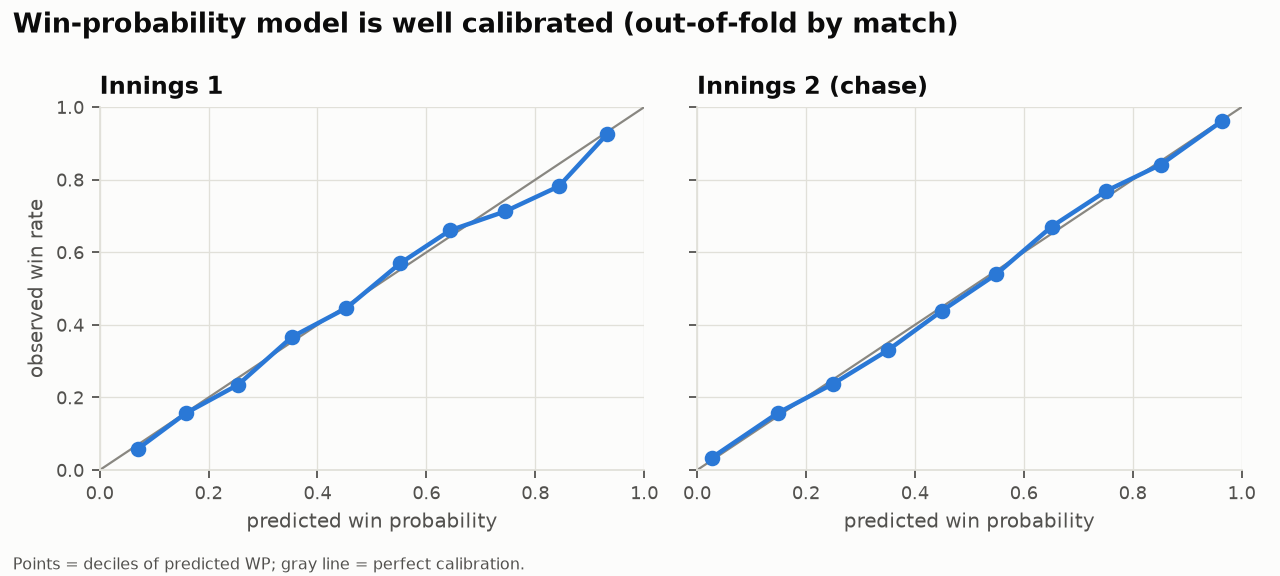 Win-probability model is well calibrated (out-of-fold by match)
Innings 1
Innings 2 (chase)
1.0
0.8
0.6
0.4
0.2
0.0
observed win rate
0.0 0.2 0.4 0.6 0.8 1.0
0.0 0.2 0.4 0.6 0.8 1.0
predicted win probability
predicted win probability
Points = deciles of predicted WP; gray line = perfect calibration.